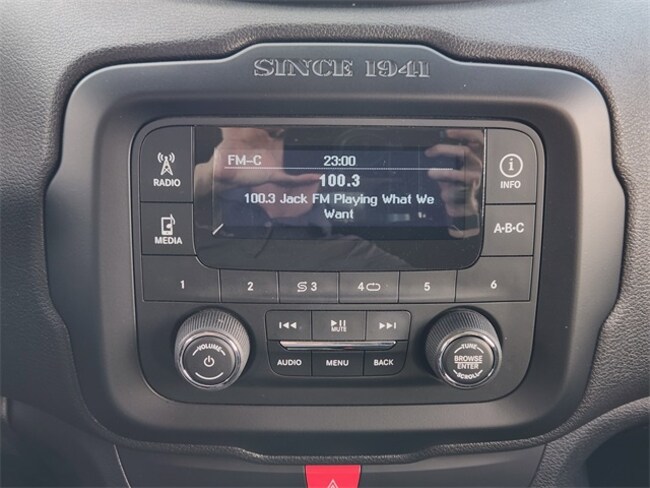 SINCE 1941
RADIO
MEDIA
FM-C 23:00
100.3
100.3 Jack FM Playing What We
Want
INFO
A-B-C
1 2 3 4 5 6
MUTE
AUDIO MENU BACK
VOLUME
TUNE
BROWSE
ENTER
SCROLL